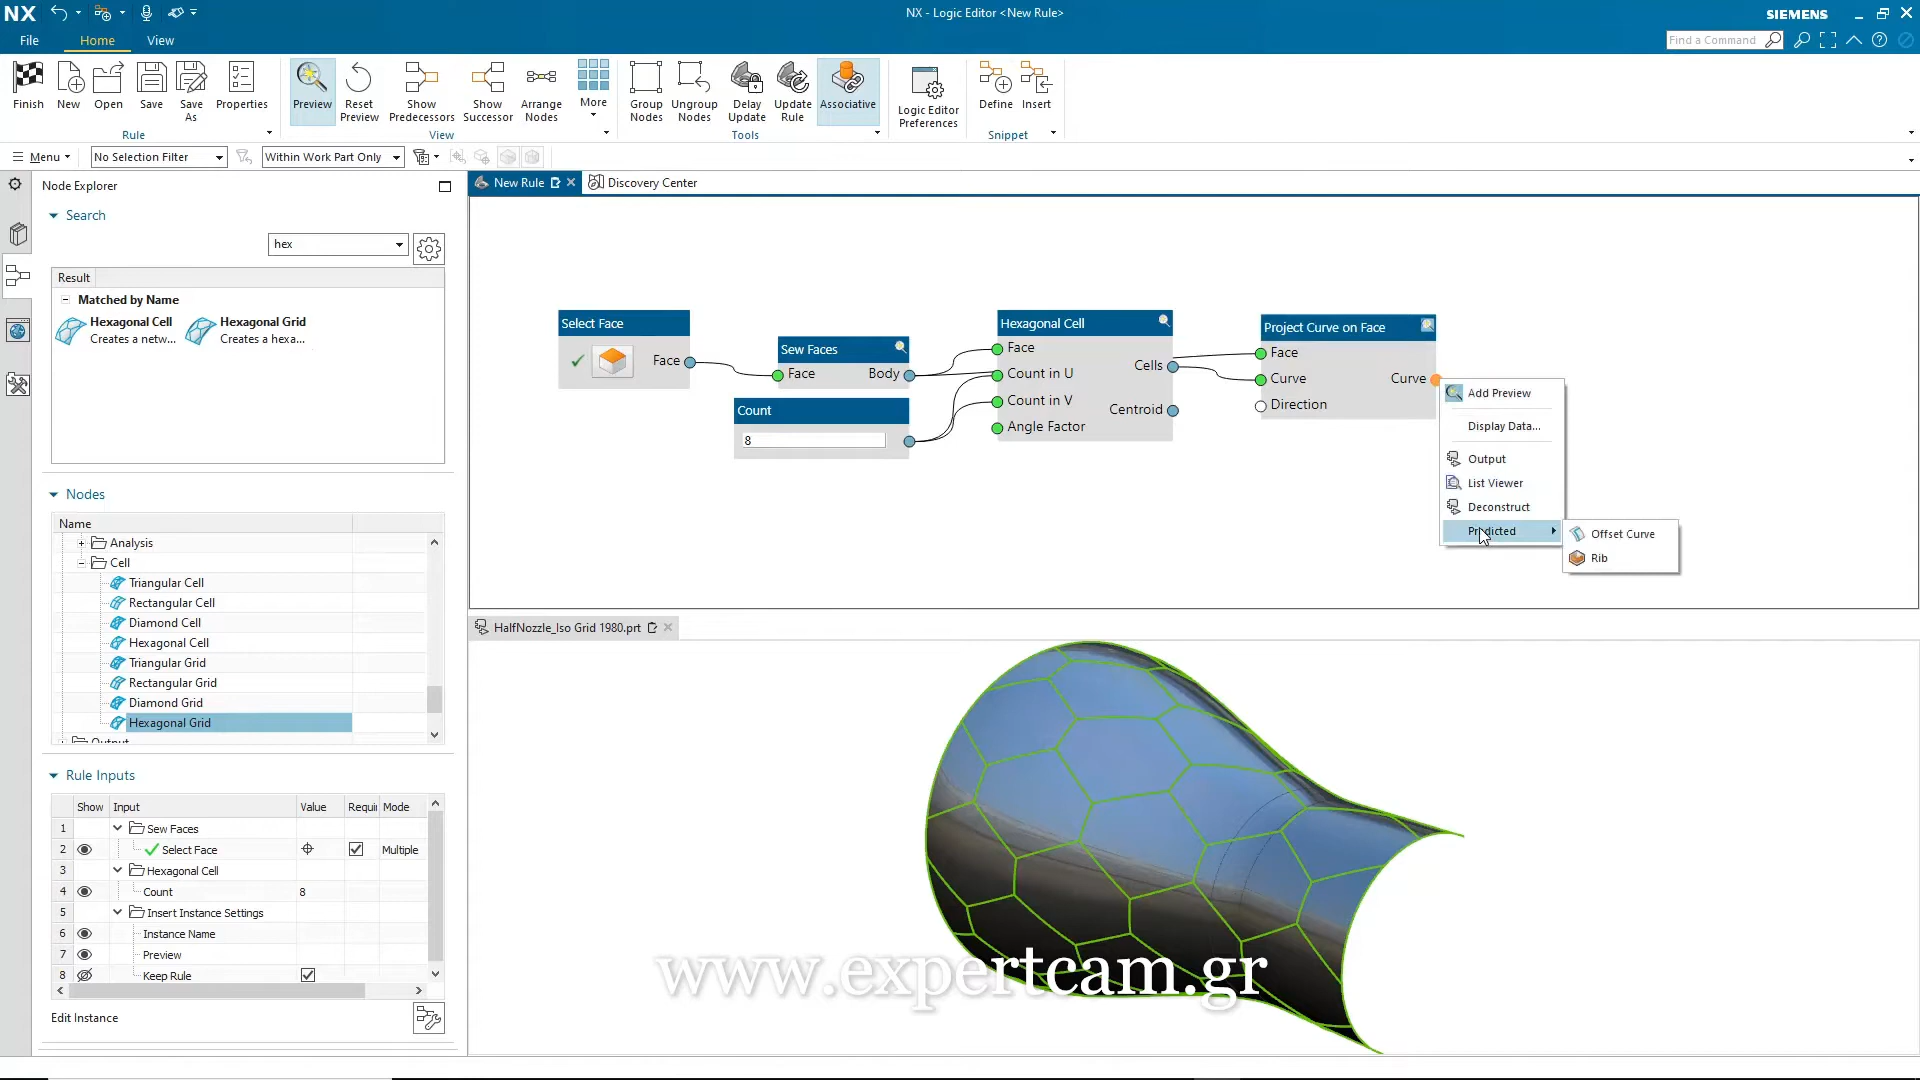 NX
NX - Logic Editor <New Rule>
SIEMENS
File Home View
Find a Command
Finish New Open Save Save As Properties
Preview Reset Preview Show Predecessors Show Successor Arrange Nodes More
Group Nodes Ungroup Nodes Delay Update Update Rule Associative
Logic Editor Preferences
Define Insert
Rule View Tools Snippet
Menu No Selection Filter Within Work Part Only
Node Explorer
Search
hex
Result
Matched by Name
Hexagonal Cell Hexagonal Grid
Creates a netw... Creates a hexa...
Nodes
Name
Analysis
Cell
Triangular Cell
Rectangular Cell
Diamond Cell
Hexagonal Cell
Triangular Grid
Rectangular Grid
Diamond Grid
Hexagonal Grid
Output
Rule Inputs
Show Input Value Requi Mode
1 Sew Faces
2 Select Face Multiple
3 Hexagonal Cell
4 Count 8
5 Insert Instance Settings
6 Instance Name
7 Preview
8 Keep Rule
Edit Instance
New Rule Discovery Center
Select Face
Face
Sew Faces
Face Body
Count
8
Hexagonal Cell
Face
Cells
Count in U
Count in V
Centroid
Angle Factor
Project Curve on Face
Face
Curve Curve
Direction
Add Preview
Display Data...
Output
List Viewer
Deconstruct
Predicted
Offset Curve
Rib
HalfNozzle_Iso Grid 1980.prt
www.expertcam.gr